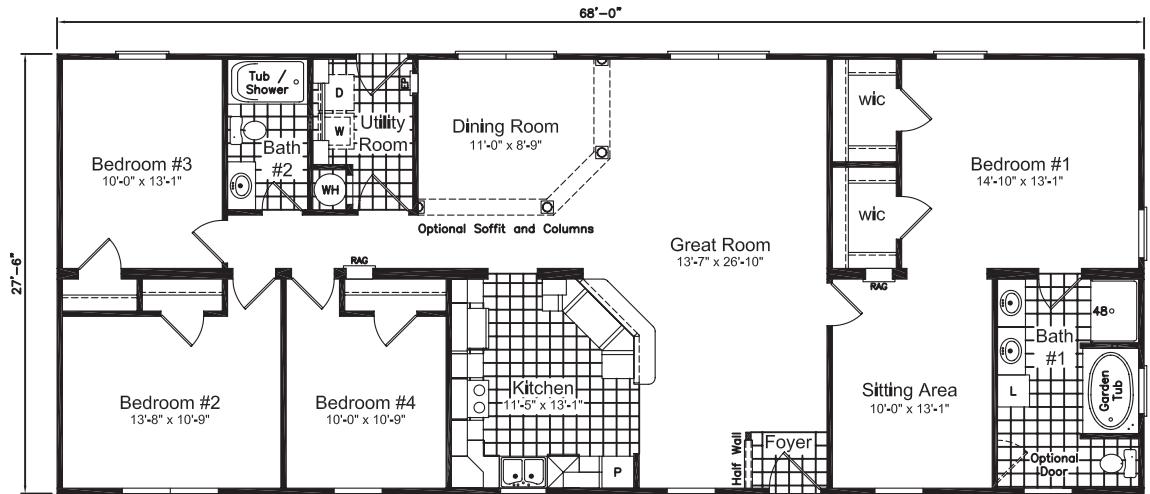 68'-0"
27'-6"
Tub /
Shower
D
W
EP
Utility
Room
WH
Bath
#2
Bedroom #3
10'-0" x 13'-1"
Dining Room
11'-0" x 8'-9"
Optional Soffit and Columns
wic
wic
Bedroom #1
14'-10" x 13'-1"
Great Room
13'-7" x 26'-10"
RAG
RAG
48
Bath
#1
L
Garden
Tub
Optional
Door
Sitting Area
10'-0" x 13'-1"
Kitchen
11'-5" x 13'-1"
P
Bedroom #2
13'-8" x 10'-9"
Bedroom #4
10'-0" x 10'-9"
Half Wall
Foyer